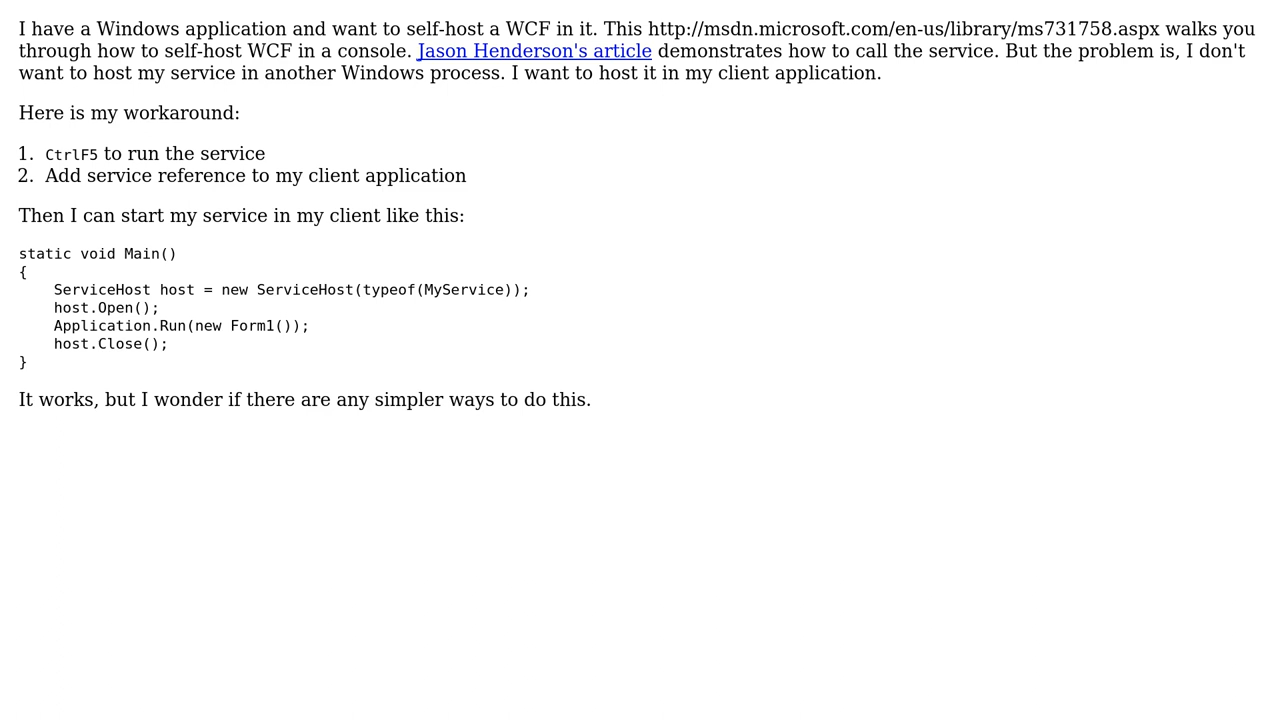 I have a Windows application and want to self-host a WCF in it. This http://msdn.microsoft.com/en-us/library/ms731758.aspx walks you
through how to self-host WCF in a console. Jason Henderson's article demonstrates how to call the service. But the problem is, I don't
want to host my service in another Windows process. I want to host it in my client application.
Here is my workaround:
1. CtrlF5 to run the service
2. Add service reference to my client application
Then I can start my service in my client like this:
static void Main()
{
    ServiceHost host = new ServiceHost(typeof(MyService));
    host.Open();
    Application.Run(new Form1());
    host.Close();
}
It works, but I wonder if there are any simpler ways to do this.